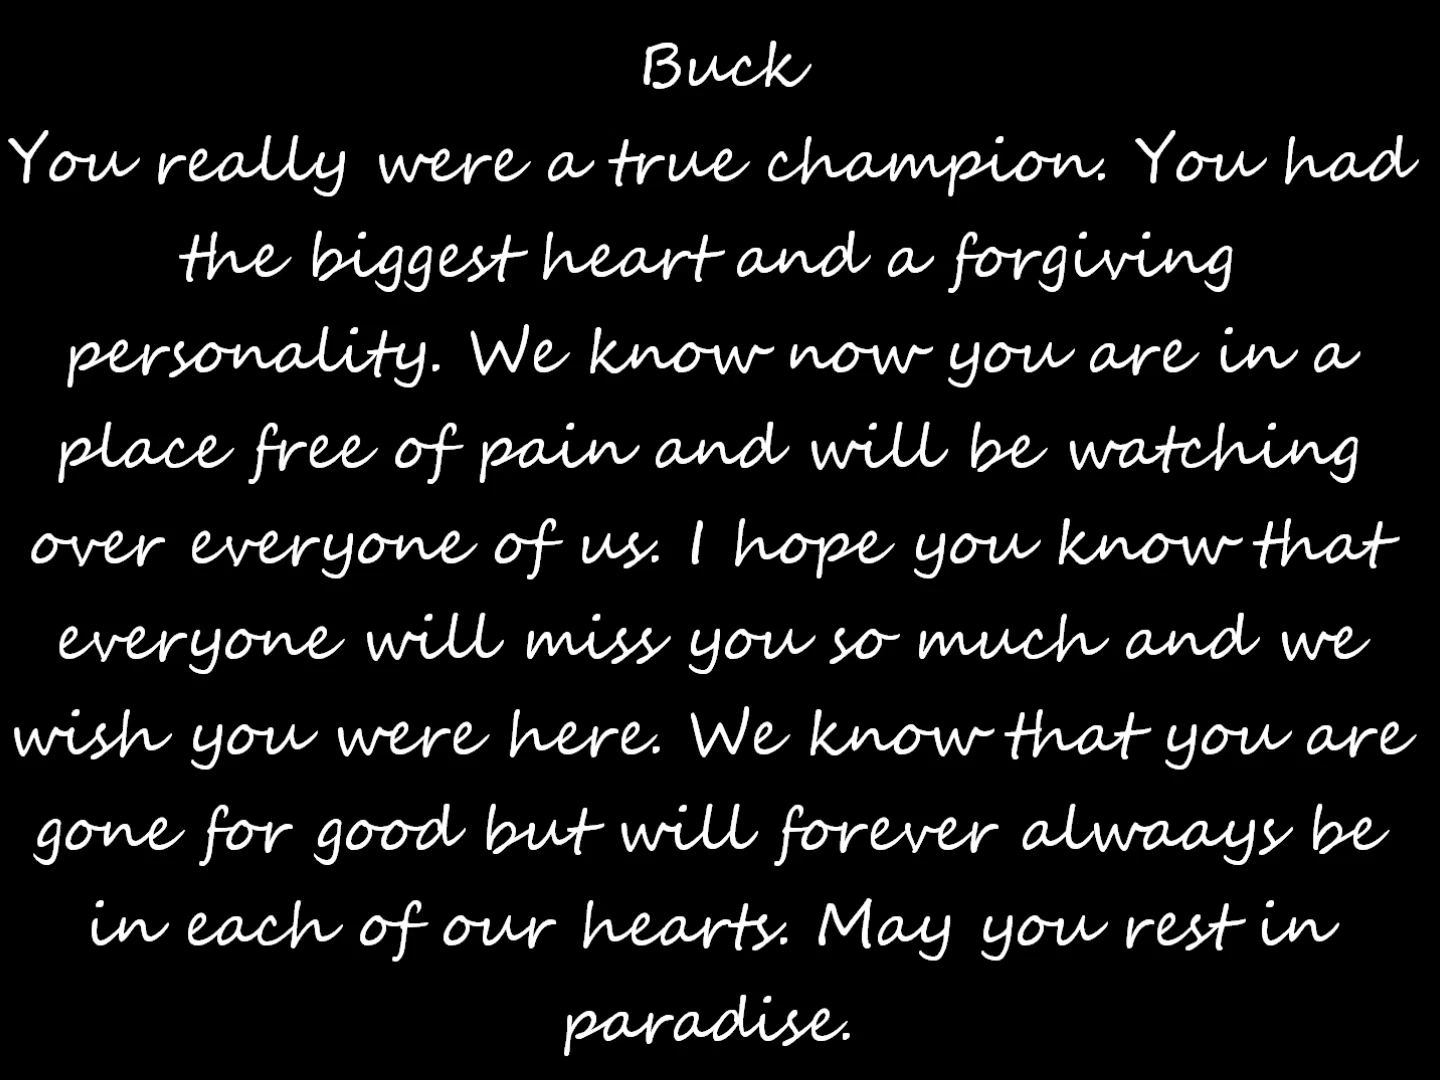 Buck
You really were a true champion. You had
the biggest heart and a forgiving
personality. We know now you are in a
place free of pain and will be watching
over everyone of us. I hope you know that
everyone will miss you so much and we
wish you were here. We know that you are
gone for good but will forever alwaays be
in each of our hearts. May you rest in
paradise.